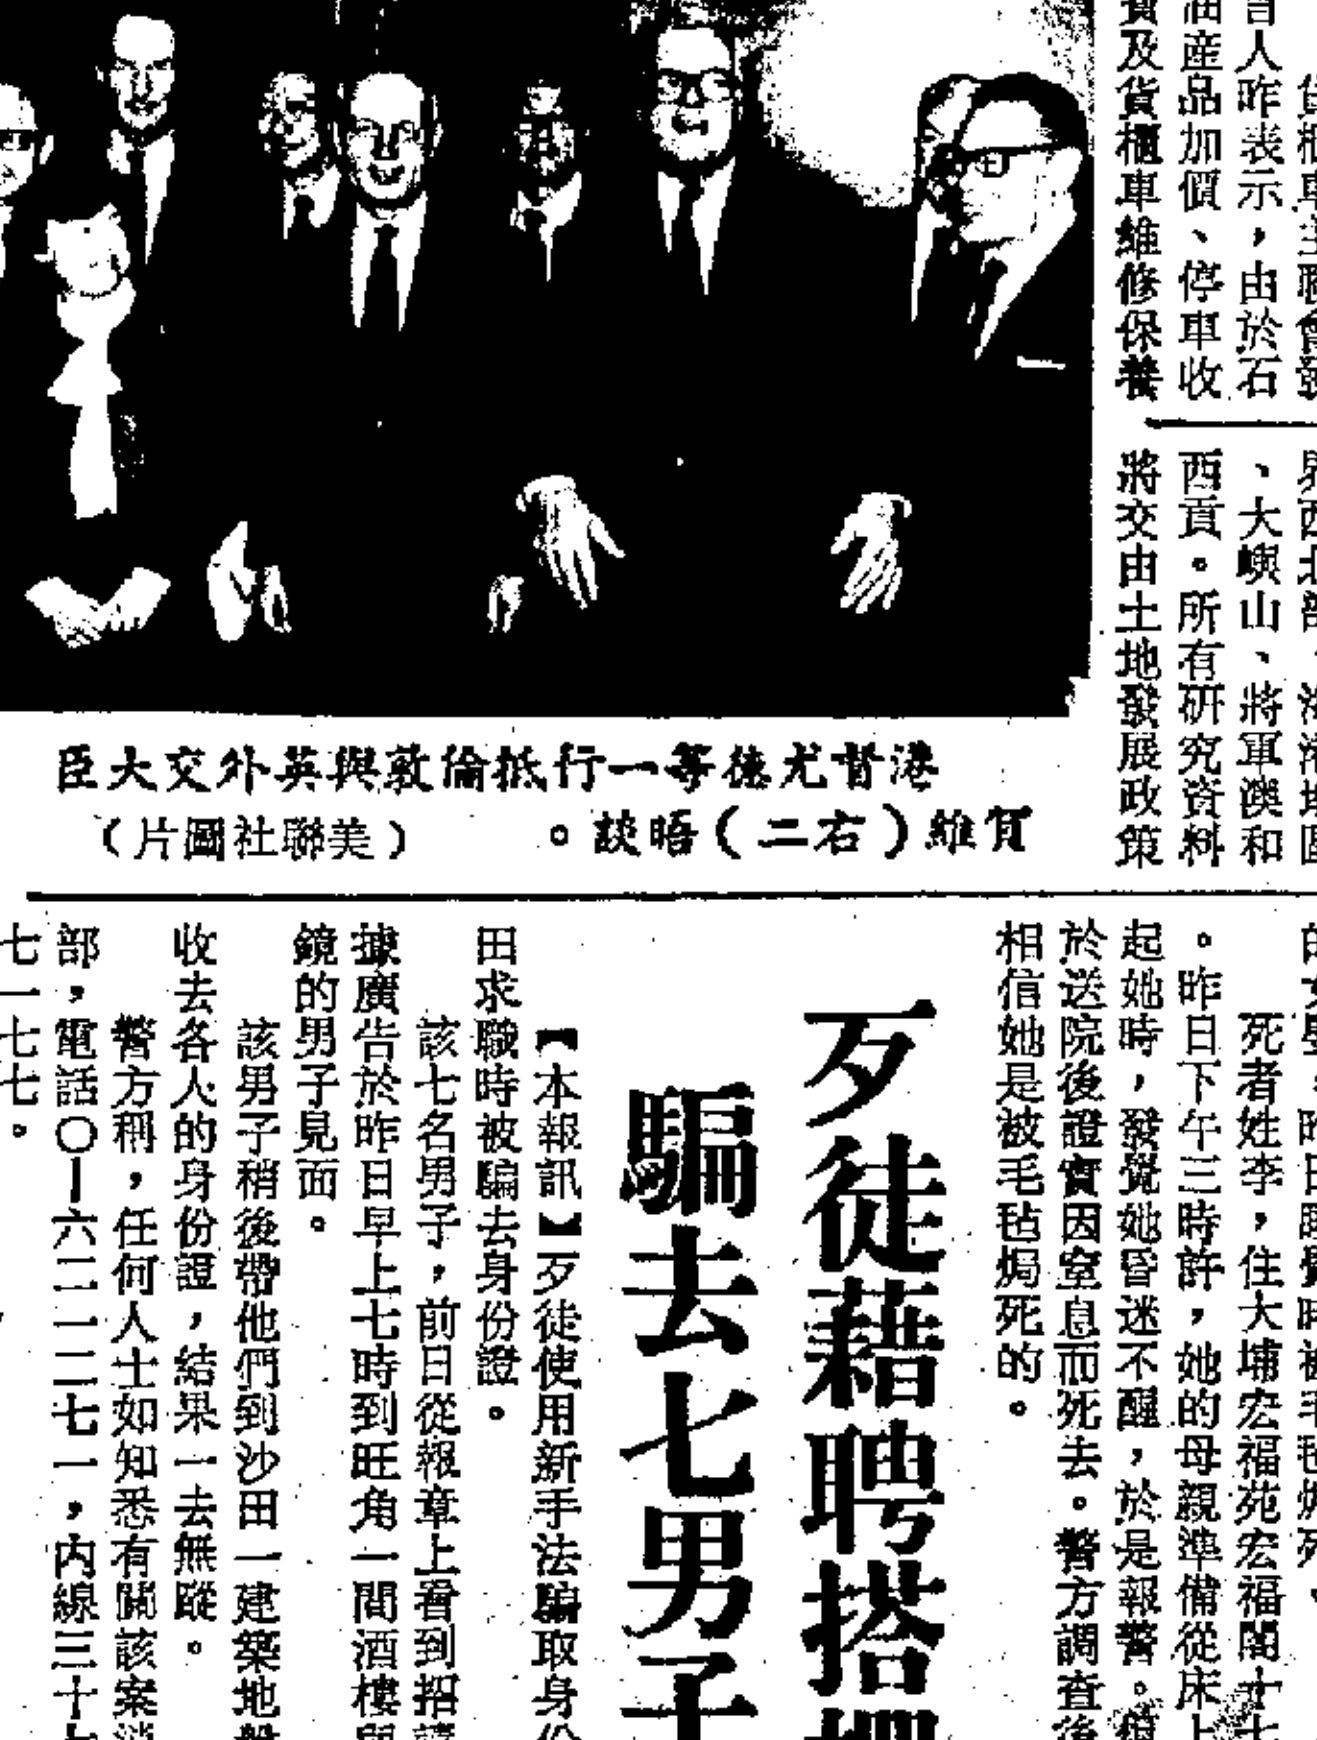 昨人表示，由於石
油產品加價、停車收
費及貨櫃車維修保養
、大嶼山、將軍澳和
西貢。所有研究資料
將交由土地發展政策
港督尤德等一行抵倫敦與英外交大臣
賀維（右二）晤談。
（美聯社圖片）
死者姓李，住大埔宏福苑宏福閣十七
。昨日下午三時許，她的母親準備從床上
起她時，發覺她昏迷不醒，於是報警。
於送院後證實因窒息而死去。警方調查後
相信她是被毛毡焗死的。
歹徒藉聘搭棚
騙去七男子
【本報訊】歹徒使用新手法騙取身份
田求職時被騙去身份證。
該七名男子，前日從報章上看到招請
據廣告於昨日早上七時到旺角一間酒樓與
鏡的男子見面。
該男子稍後帶他們到沙田一建築地盤
收去各人的身份證，結果一去無蹤。
警方稱，任何人士如知悉有關該案消
部，電話〇—六二一二七一，內線三十七
七一七七。